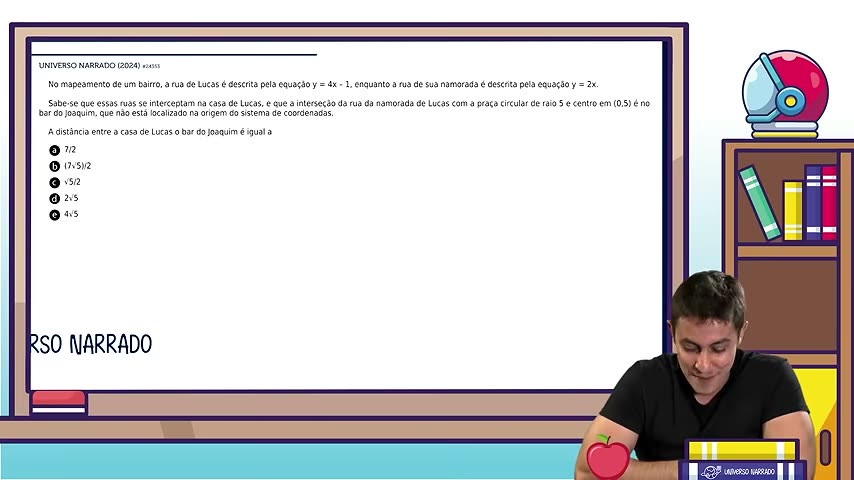 UNIVERSO NARRADO (2024) #24555
No mapeamento de um bairro, a rua de Lucas é descrita pela equação y = 4x - 1, enquanto a rua de sua namorada é descrita pela equação y = 2x.
Sabe-se que essas ruas se interceptam na casa de Lucas, e que a interseção da rua da namorada de Lucas com a praça circular de raio 5 e centro em (0,5) é no
bar do Joaquim, que não está localizado na origem do sistema de coordenadas.
A distância entre a casa de Lucas o bar do Joaquim é igual a
a 7/2
b (7√5)/2
c √5/2
d 2√5
e 4√5
RSO NARRADO
UNIVERSO NARRADO